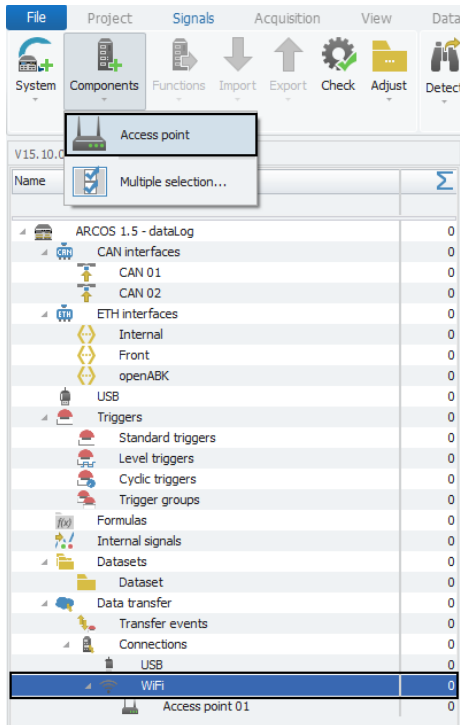 File Project Signals Acquisition View Data
System Components Functions Import Export Check Adjust Detect
Access point
V15.10.0
Name Multiple selection... Σ
ARCOS 1.5 - dataLog 0
CAN interfaces 0
CAN 01 0
CAN 02 0
ETH interfaces 0
Internal 0
Front 0
openABK 0
USB 0
Triggers 0
Standard triggers 0
Level triggers 0
Cyclic triggers 0
Trigger groups 0
f(x) Formulas 0
Internal signals 0
Datasets 0
Dataset 0
Data transfer 0
Transfer events 0
Connections 0
USB 0
WiFi 0
Access point 01 0